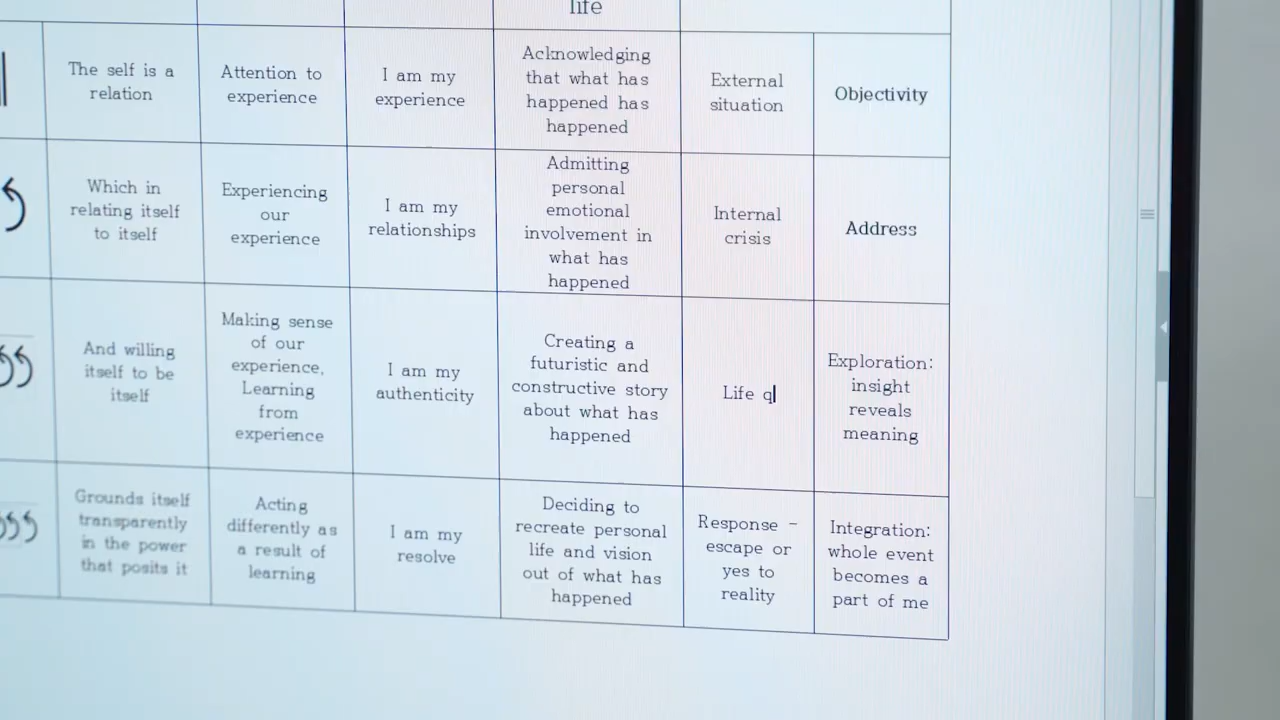 life
The self is a
relation
Attention to
experience
I am my
experience
Acknowledging
that what has
happened has
happened
External
situation
Objectivity
Which in
relating itself
to itself
Experiencing
our
experience
I am my
relationships
Admitting
personal
emotional
involvement in
what has
happened
Internal
crisis
Address
And willing
itself to be
itself
Making sense
of our
experience,
Learning
from
experience
I am my
authenticity
Creating a
futuristic and
constructive story
about what has
happened
Life q
Exploration:
insight
reveals
meaning
Grounds itself
transparently
in the power
that posits it
Acting
differently as
a result of
learning
I am my
resolve
Deciding to
recreate personal
life and vision
out of what has
happened
Response -
escape or
yes to
reality
Integration:
whole event
becomes a
part of me